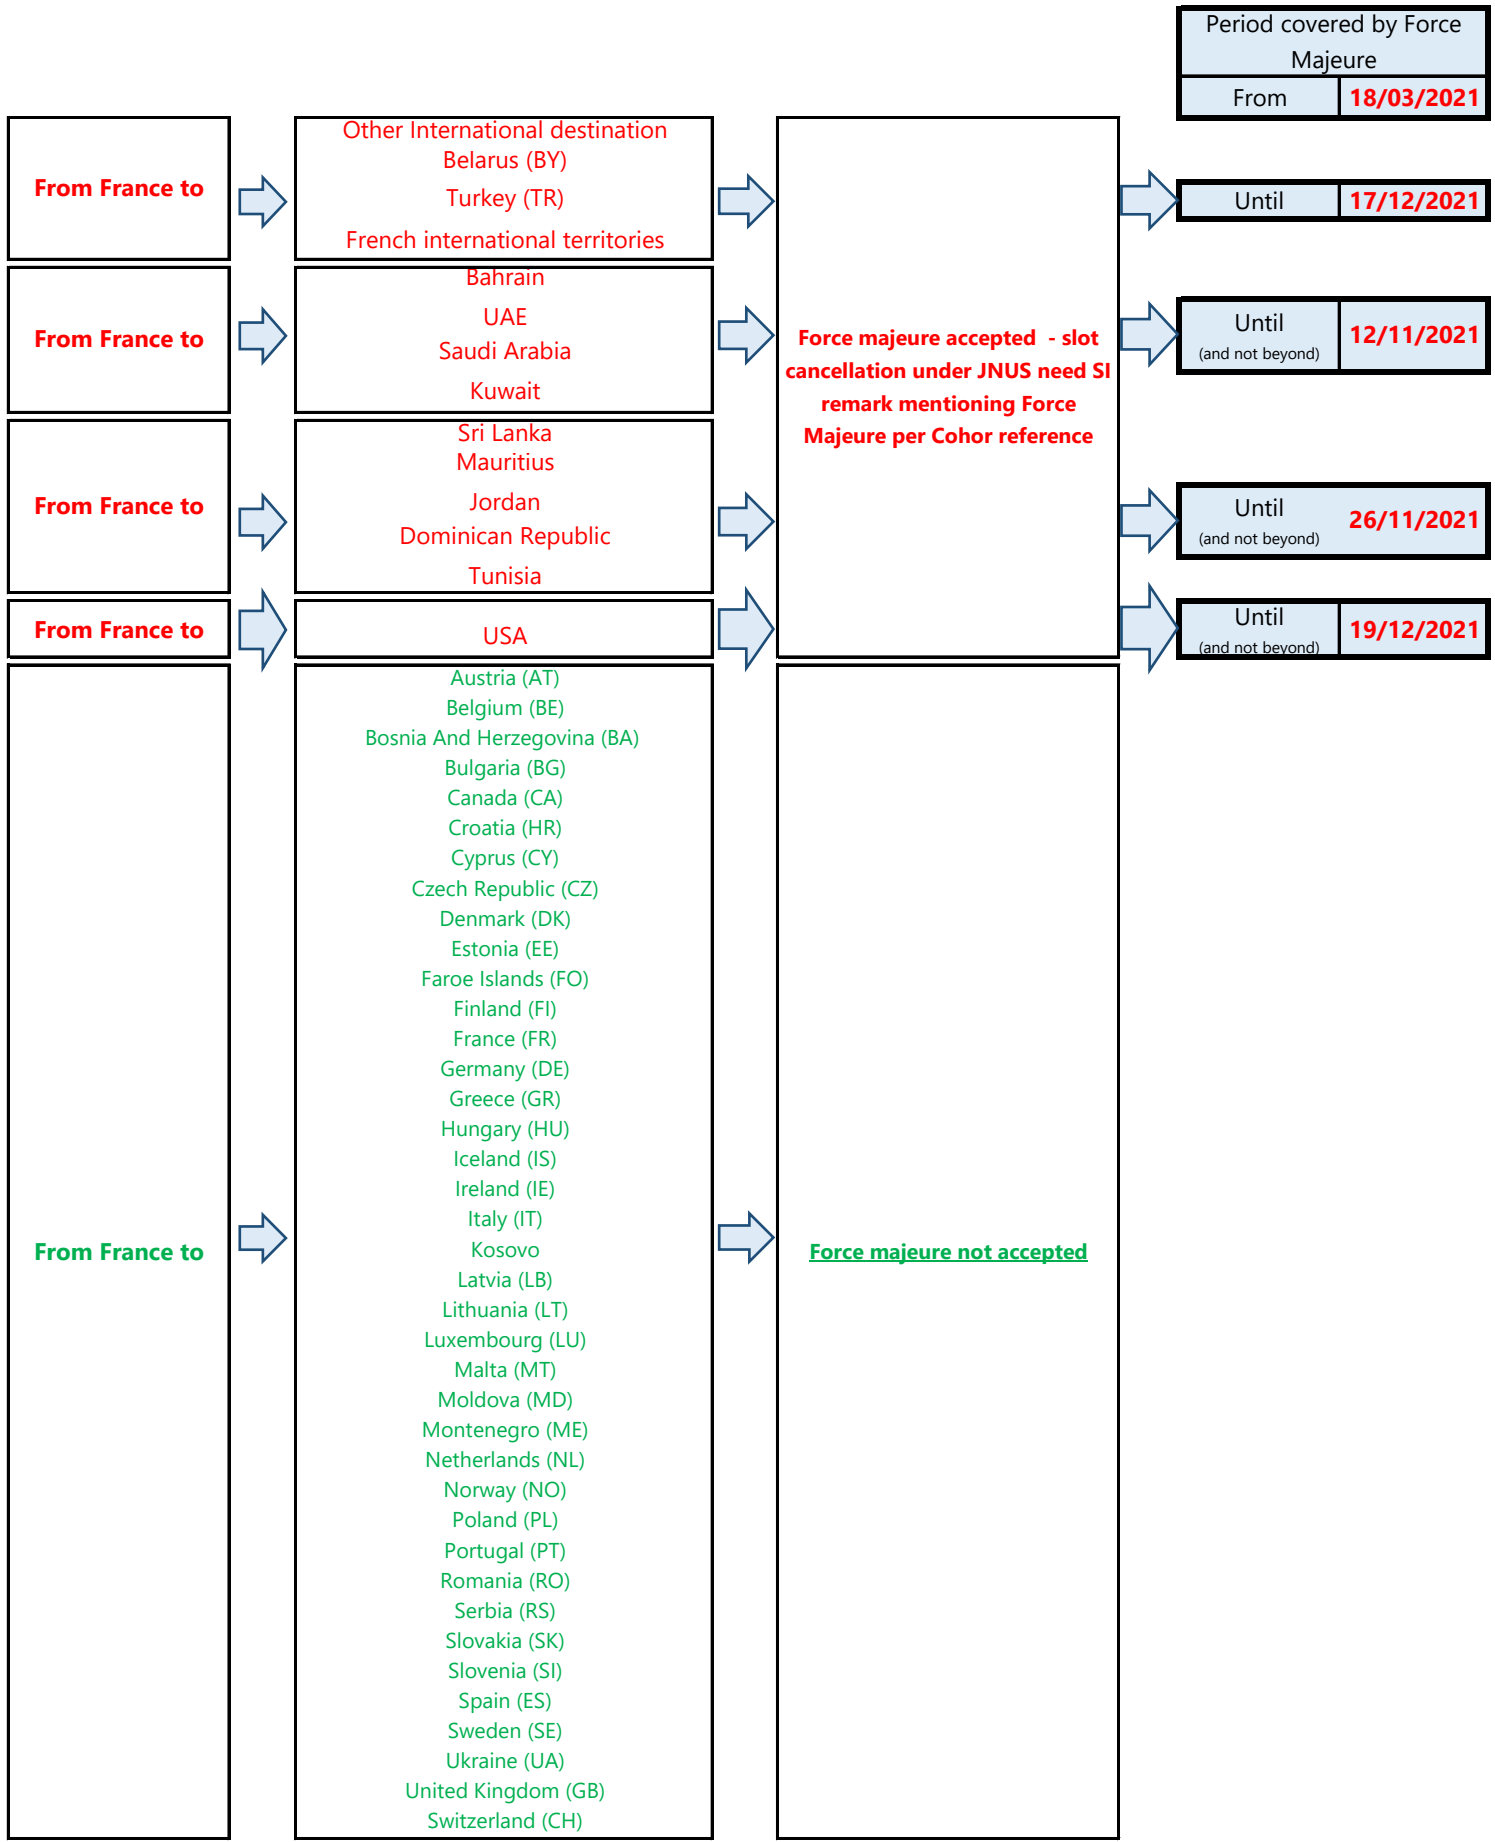 Period covered by Force
Majeure
From 18/03/2021
From France to
Other International destination
Belarus (BY)
Turkey (TR)
French international territories
Until 17/12/2021
From France to
Bahrain
UAE
Saudi Arabia
Kuwait
Until
(and not beyond)
12/11/2021
Force majeure accepted - slot
cancellation under JNUS need SI
remark mentioning Force
Majeure per Cohor reference
From France to
Sri Lanka
Mauritius
Jordan
Dominican Republic
Tunisia
Until
(and not beyond)
26/11/2021
From France to
USA
Until
(and not beyond)
19/12/2021
From France to
Austria (AT)
Belgium (BE)
Bosnia And Herzegovina (BA)
Bulgaria (BG)
Canada (CA)
Croatia (HR)
Cyprus (CY)
Czech Republic (CZ)
Denmark (DK)
Estonia (EE)
Faroe Islands (FO)
Finland (FI)
France (FR)
Germany (DE)
Greece (GR)
Hungary (HU)
Iceland (IS)
Ireland (IE)
Italy (IT)
Kosovo
Latvia (LB)
Lithuania (LT)
Luxembourg (LU)
Malta (MT)
Moldova (MD)
Montenegro (ME)
Netherlands (NL)
Norway (NO)
Poland (PL)
Portugal (PT)
Romania (RO)
Serbia (RS)
Slovakia (SK)
Slovenia (SI)
Spain (ES)
Sweden (SE)
Ukraine (UA)
United Kingdom (GB)
Switzerland (CH)
Force majeure not accepted